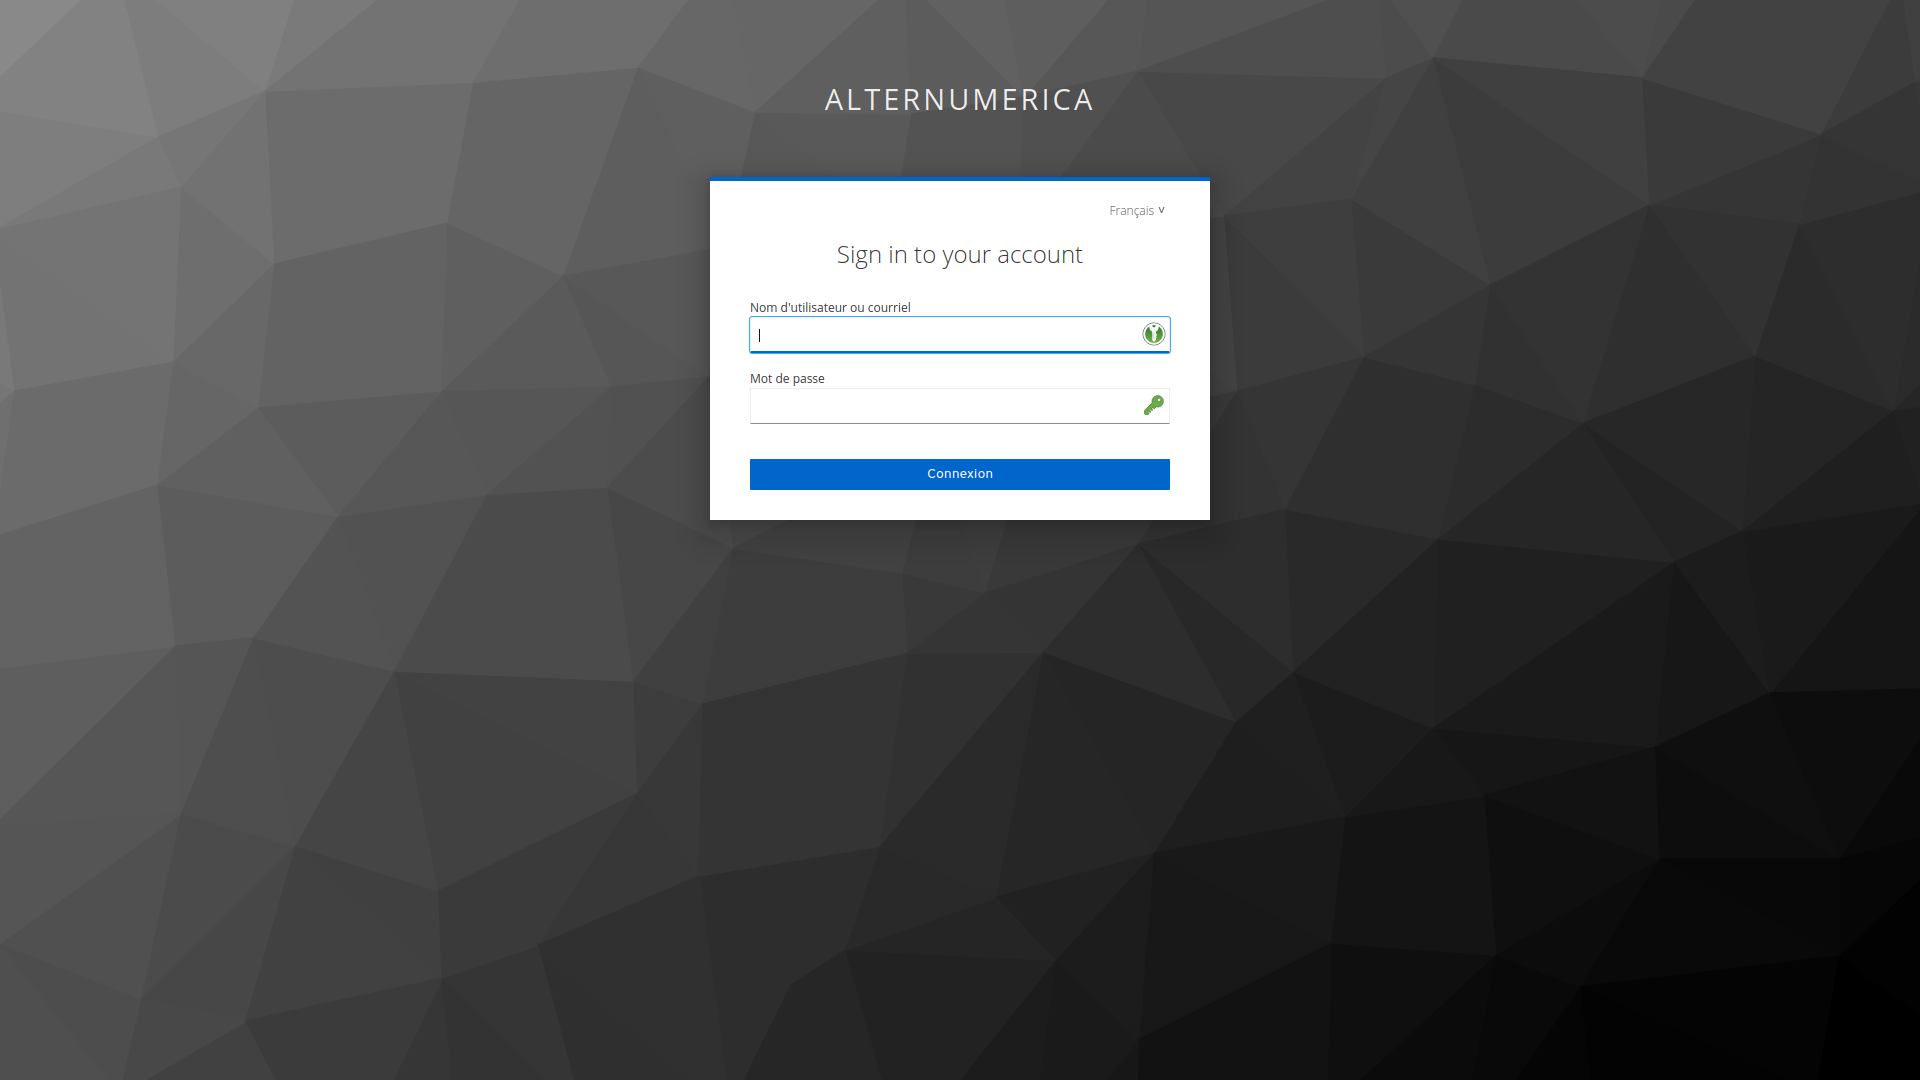 ALTERNUMERICA
Français
Sign in to your account
Nom d'utilisateur ou courriel
Mot de passe
Connexion